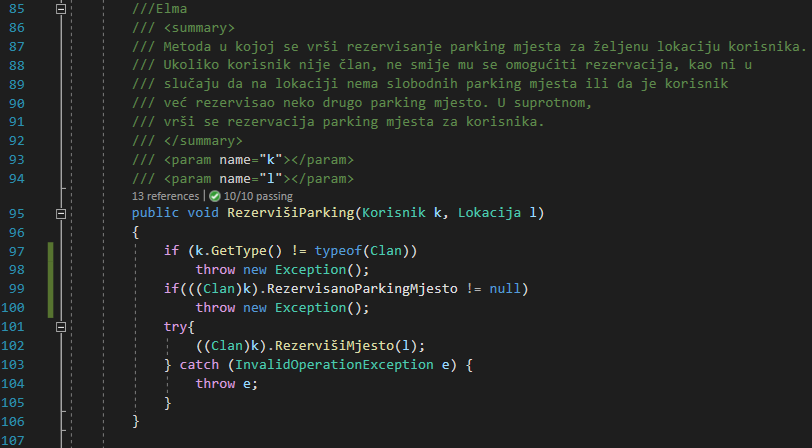 85 ///Elma
86 /// <summary>
87 /// Metoda u kojoj se vrši rezervisanje parking mjesta za željenu lokaciju korisnika.
88 /// Ukoliko korisnik nije član, ne smije mu se omogućiti rezervacija, kao ni u
89 /// slučaju da na lokaciji nema slobodnih parking mjesta ili da je korisnik
90 /// već rezervisao neko drugo parking mjesto. U suprotnom,
91 /// vrši se rezervacija parking mjesta za korisnika.
92 /// </summary>
93 /// <param name="k"></param>
94 /// <param name="l"></param>
13 references | 10/10 passing
95 public void RezervišiParking(Korisnik k, Lokacija l)
96 {
97 if (k.GetType() != typeof(Clan))
98 throw new Exception();
99 if(((Clan)k).RezervisanoParkingMjesto != null)
100 throw new Exception();
101 try{
102 ((Clan)k).RezervišiMjesto(l);
103 } catch (InvalidOperationException e) {
104 throw e;
105 }
106 }
107